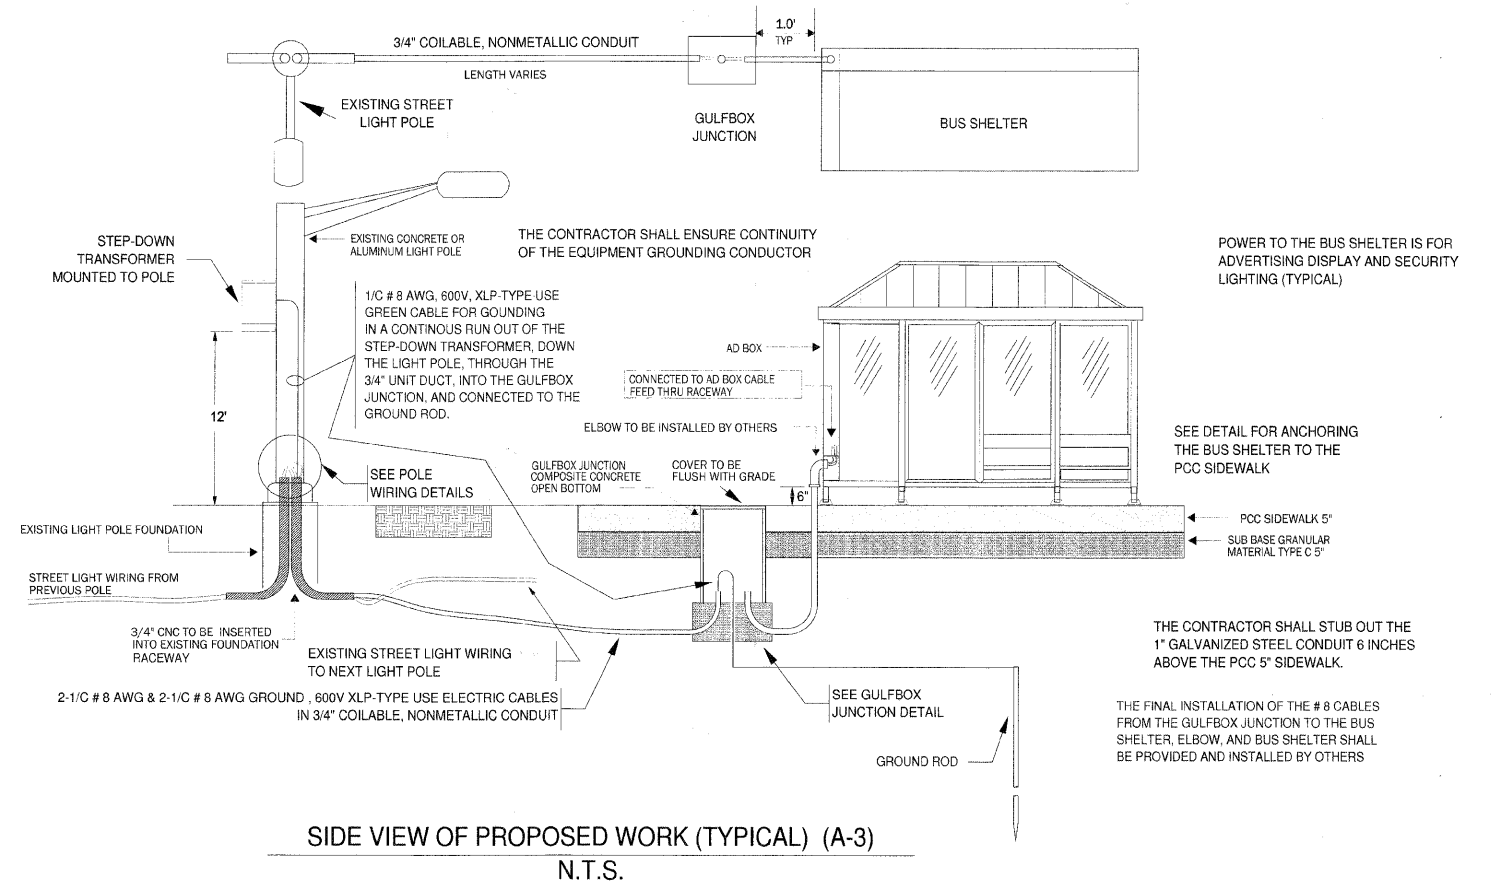 1.0'
TYP
3/4" COILABLE, NONMETALLIC CONDUIT
LENGTH VARIES
EXISTING STREET
LIGHT POLE
GULFBOX
JUNCTION
BUS SHELTER
STEP-DOWN
TRANSFORMER
MOUNTED TO POLE
EXISTING CONCRETE OR
ALUMINUM LIGHT POLE
THE CONTRACTOR SHALL ENSURE CONTINUITY
OF THE EQUIPMENT GROUNDING CONDUCTOR
POWER TO THE BUS SHELTER IS FOR
ADVERTISING DISPLAY AND SECURITY
LIGHTING (TYPICAL)
1/C # 8 AWG, 600V, XLP-TYPE-USE
GREEN CABLE FOR GOUNDING
IN A CONTINOUS RUN OUT OF THE
STEP-DOWN TRANSFORMER, DOWN
THE LIGHT POLE, THROUGH THE
3/4" UNIT DUCT, INTO THE GULFBOX
JUNCTION, AND CONNECTED TO THE
GROUND ROD.
AD BOX
CONNECTED TO AD BOX CABLE
FEED THRU RACEWAY
12'
ELBOW TO BE INSTALLED BY OTHERS
SEE DETAIL FOR ANCHORING
THE BUS SHELTER TO THE
PCC SIDEWALK
SEE POLE
WIRING DETAILS
GULFBOX JUNCTION
COMPOSITE CONCRETE
OPEN BOTTOM
COVER TO BE
FLUSH WITH GRADE
6"
EXISTING LIGHT POLE FOUNDATION
PCC SIDEWALK 5"
SUB BASE GRANULAR
MATERIAL TYPE C 5"
STREET LIGHT WIRING FROM
PREVIOUS POLE
3/4" CNC TO BE INSERTED
INTO EXISTING FOUNDATION
RACEWAY
EXISTING STREET LIGHT WIRING
TO NEXT LIGHT POLE
THE CONTRACTOR SHALL STUB OUT THE
1" GALVANIZED STEEL CONDUIT 6 INCHES
ABOVE THE PCC 5" SIDEWALK.
2-1/C # 8 AWG & 2-1/C # 8 AWG GROUND , 600V XLP-TYPE USE ELECTRIC CABLES
IN 3/4" COILABLE, NONMETALLIC CONDUIT
SEE GULFBOX
JUNCTION DETAIL
THE FINAL INSTALLATION OF THE # 8 CABLES
FROM THE GULFBOX JUNCTION TO THE BUS
SHELTER, ELBOW, AND BUS SHELTER SHALL
BE PROVIDED AND INSTALLED BY OTHERS
GROUND ROD
SIDE VIEW OF PROPOSED WORK (TYPICAL) (A-3)
N.T.S.